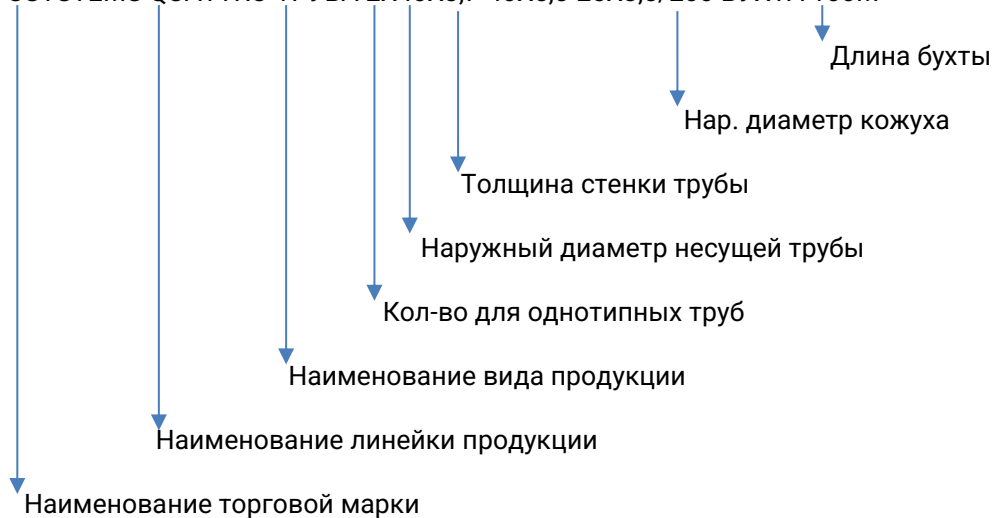 Длина бухты
Нар. диаметр кожуха
Толщина стенки трубы
Наружный диаметр несущей трубы
Кол-во для однотипных труб
Наименование вида продукции
Наименование линейки продукции
Наименование торговой марки